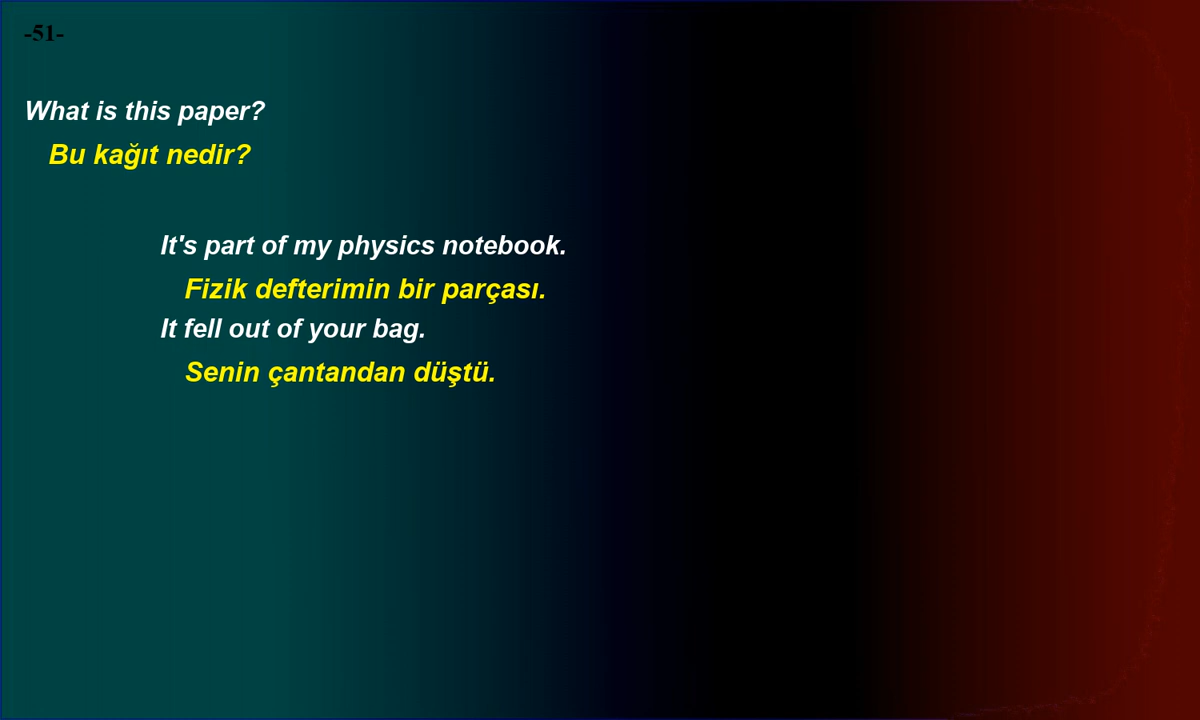 -51-
What is this paper?
Bu kağıt nedir?
It's part of my physics notebook.
Fizik defterimin bir parçası.
It fell out of your bag.
Senin çantandan düştü.